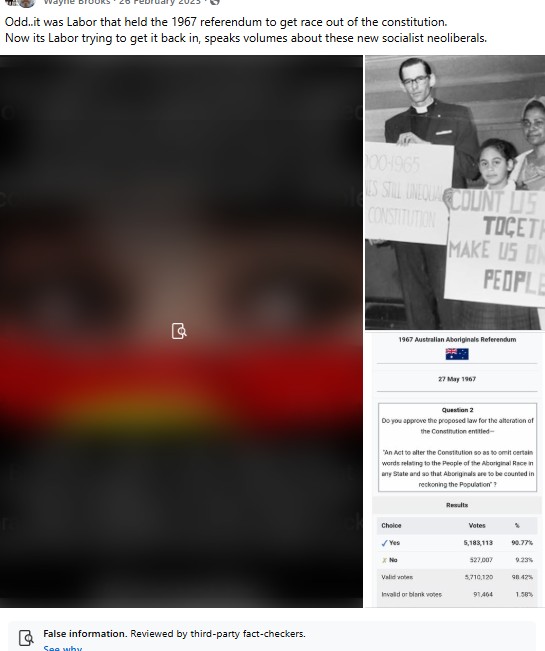 Wayne Brooks · 26 February 2023 ·
Odd..it was Labor that held the 1967 referendum to get race out of the constitution.
Now its Labor trying to get it back in, speaks volumes about these new socialist neoliberals.
STILL
CONSTITUTION
COUNT US
TOGET
MAKE US ON
PEOPLE
1967 Australian Aboriginals Referendum
27 May 1967
Question 2
Do you approve the proposed law for the alteration of
the Constitution entitled—
"An Act to alter the Constitution so as to omit certain
words relating to the People of the Aboriginal Race in
any State and so that Aboriginals are to be counted in
reckoning the Population" ?
Results
Choice Votes %
✓ Yes 5,183,113 90.77%
✗ No 527,007 9.23%
Valid votes 5,710,120 98.42%
Invalid or blank votes 91,464 1.58%
False information. Reviewed by third-party fact-checkers.
See why